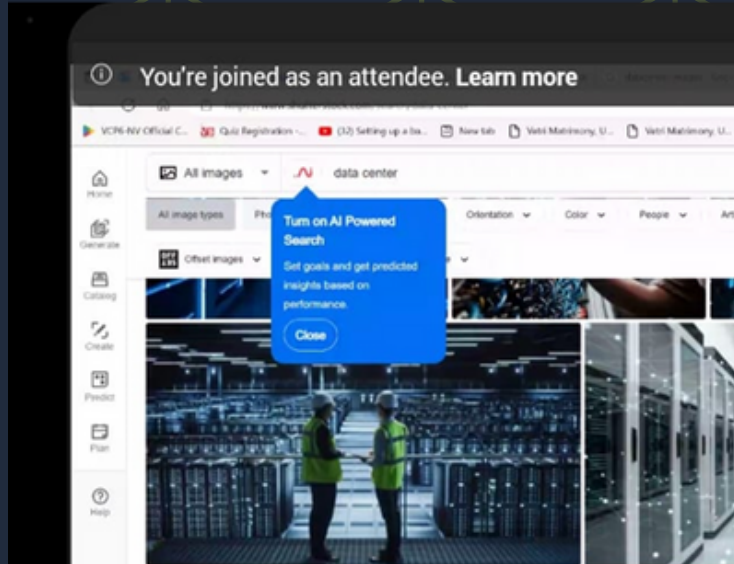 You're joined as an attendee. Learn more
VCP6-NV Official C... Quiz Registration -... (32) Setting up a ba... New tab Vetri Matrimony, U... Vetri Matrimony, U...
All images data center
Home
All image types Pho Orientation Color People Art
Turn on AI Powered
Search
Generate
Offset images
Set goals and get predicted
insights based on
performance.
Catalog
Close
Create
Predict
Plan
Help